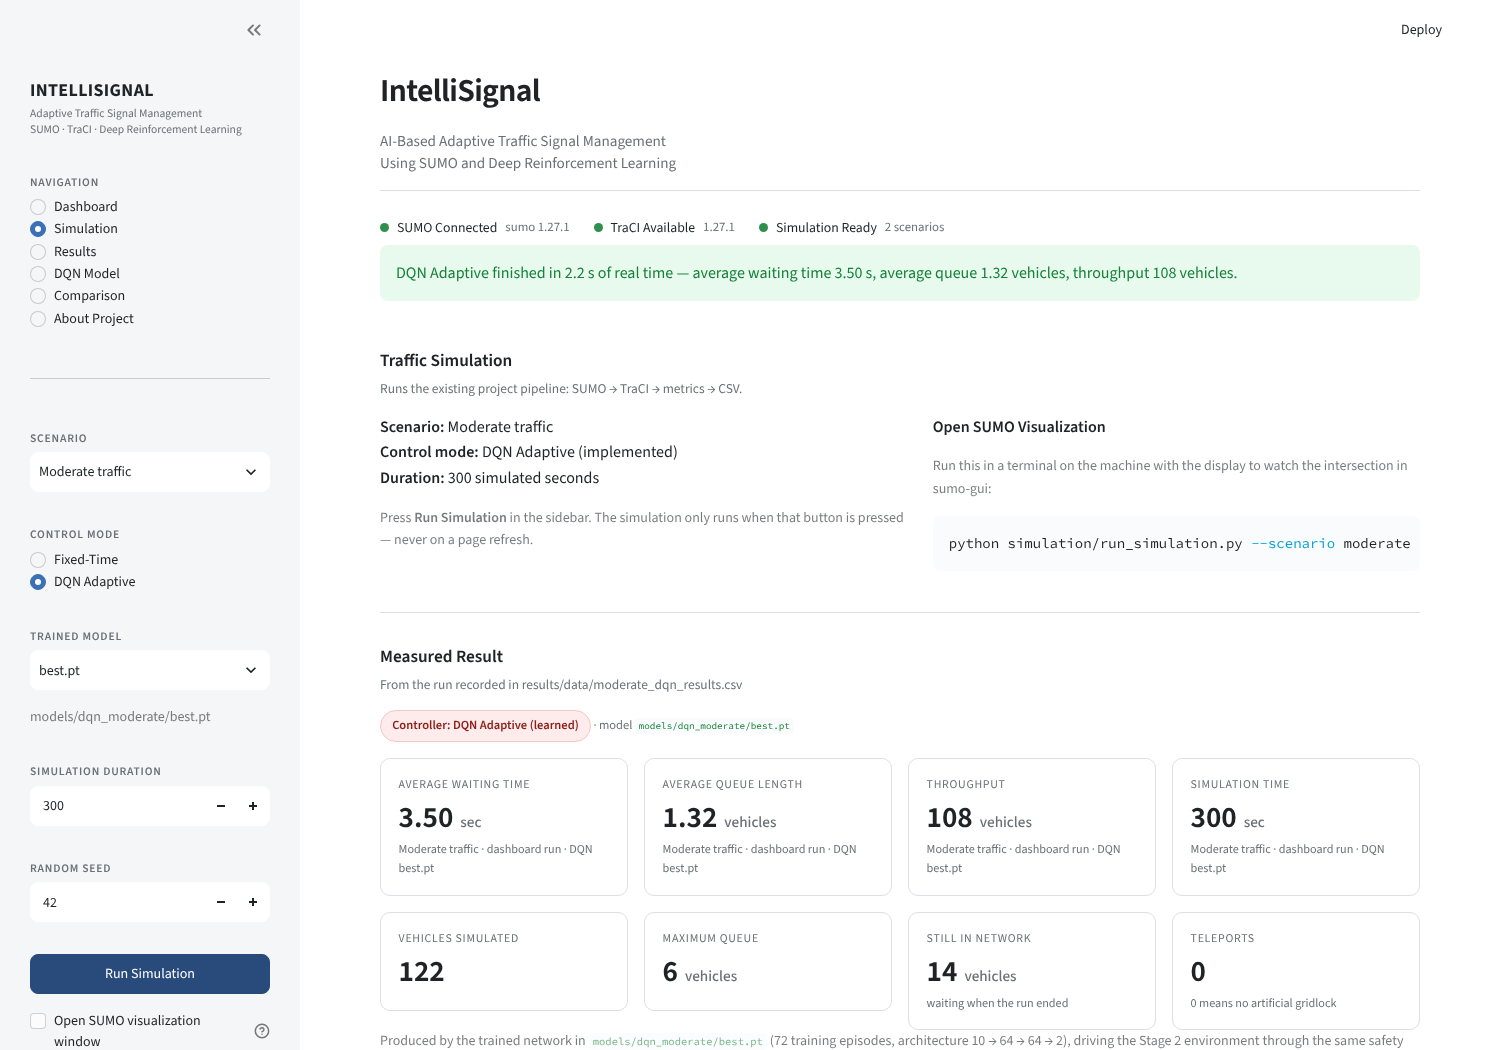 INTELLISIGNAL
Adaptive Traffic Signal Management
SUMO · TraCI · Deep Reinforcement Learning
NAVIGATION
Dashboard
Simulation
Results
DQN Model
Comparison
About Project
SCENARIO
Moderate traffic
CONTROL MODE
Fixed-Time
DQN Adaptive
TRAINED MODEL
best.pt
models/dqn_moderate/best.pt
SIMULATION DURATION
300
RANDOM SEED
42
Run Simulation
Open SUMO visualization
window
Deploy
IntelliSignal
AI-Based Adaptive Traffic Signal Management
Using SUMO and Deep Reinforcement Learning
SUMO Connected sumo 1.27.1 TraCI Available 1.27.1 Simulation Ready 2 scenarios
DQN Adaptive finished in 2.2 s of real time — average waiting time 3.50 s, average queue 1.32 vehicles, throughput 108 vehicles.
Traffic Simulation
Runs the existing project pipeline: SUMO → TraCI → metrics → CSV.
Scenario: Moderate traffic
Control mode: DQN Adaptive (implemented)
Duration: 300 simulated seconds
Press Run Simulation in the sidebar. The simulation only runs when that button is pressed
— never on a page refresh.
Open SUMO Visualization
Run this in a terminal on the machine with the display to watch the intersection in
sumo-gui:
python simulation/run_simulation.py --scenario moderate
Measured Result
From the run recorded in results/data/moderate_dqn_results.csv
Controller: DQN Adaptive (learned) · model models/dqn_moderate/best.pt
AVERAGE WAITING TIME
3.50 sec
Moderate traffic · dashboard run · DQN
best.pt
AVERAGE QUEUE LENGTH
1.32 vehicles
Moderate traffic · dashboard run · DQN
best.pt
THROUGHPUT
108 vehicles
Moderate traffic · dashboard run · DQN
best.pt
SIMULATION TIME
300 sec
Moderate traffic · dashboard run · DQN
best.pt
VEHICLES SIMULATED
122
MAXIMUM QUEUE
6 vehicles
STILL IN NETWORK
14 vehicles
waiting when the run ended
TELEPORTS
0
0 means no artificial gridlock
Produced by the trained network in models/dqn_moderate/best.pt (72 training episodes, architecture 10 → 64 → 64 → 2), driving the Stage 2 environment through the same safety